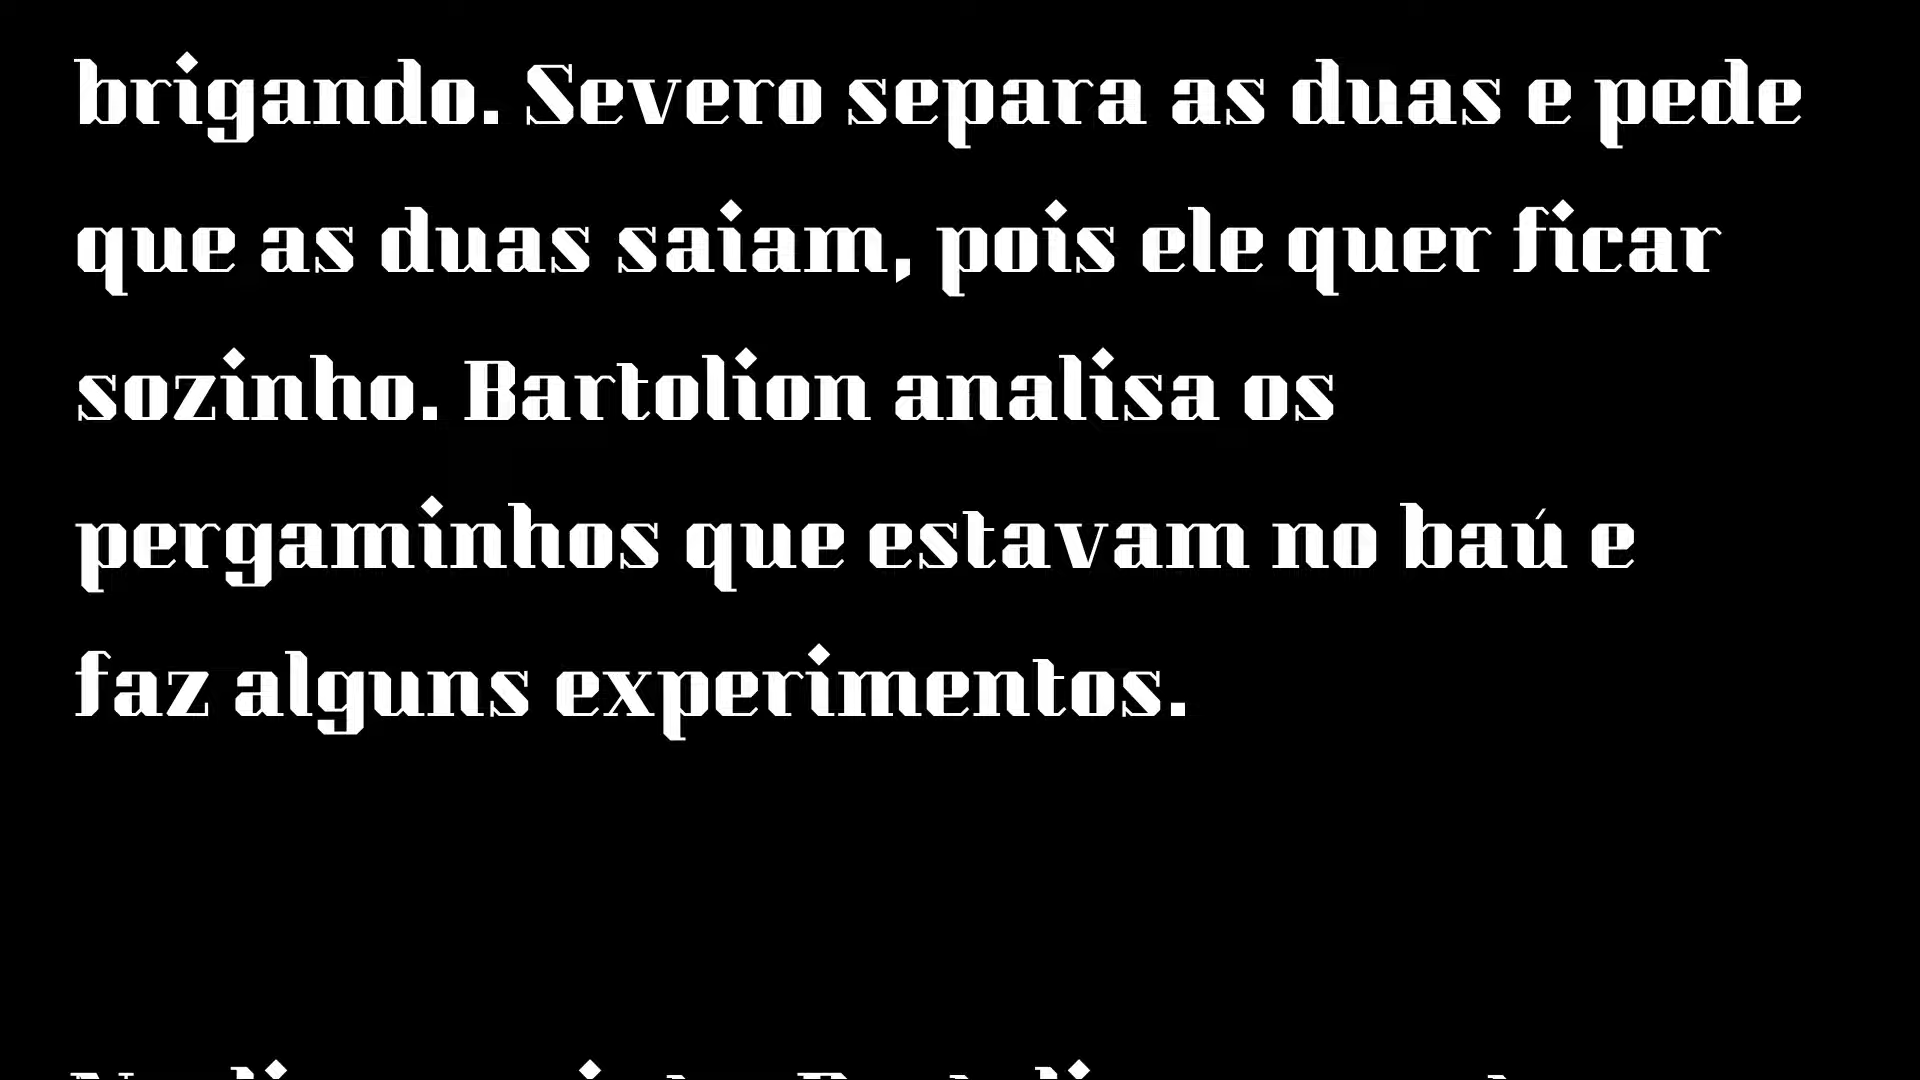 brigando. Severo separa as duas e pede
que as duas saiam, pois ele quer ficar
sozinho. Bartolion analisa os
pergaminhos que estavam no baú e
faz alguns experimentos.